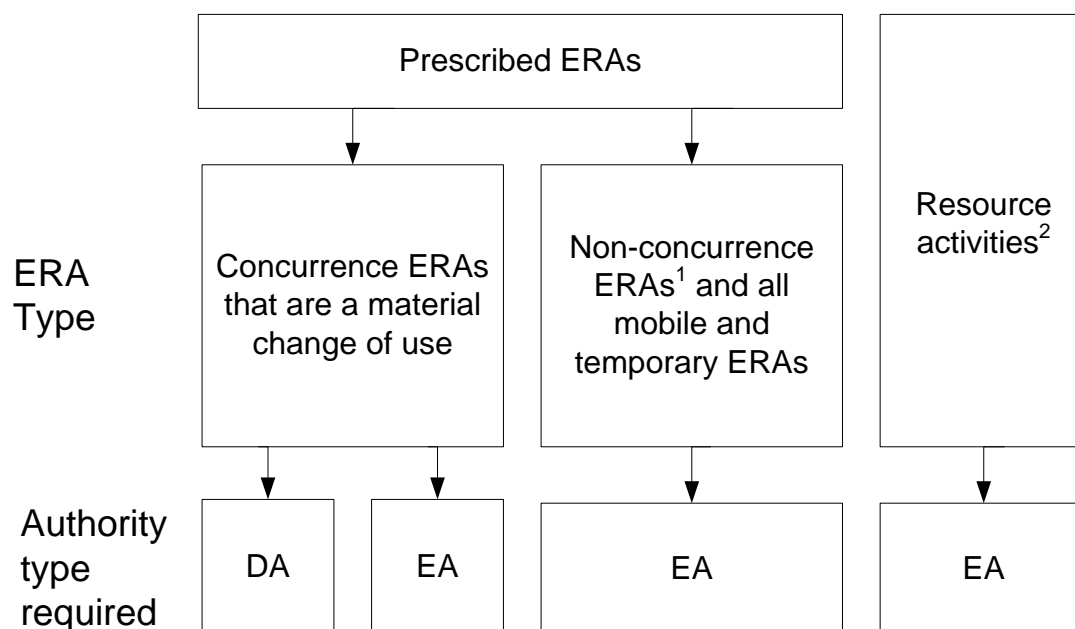 Prescribed ERAs
ERA
Type
Concurrence ERAs
that are a material
change of use
Non-concurrence
ERAs¹ and all
mobile and
temporary ERAs
Resource
activities²
Authority
type
required
DA
EA
EA
EA